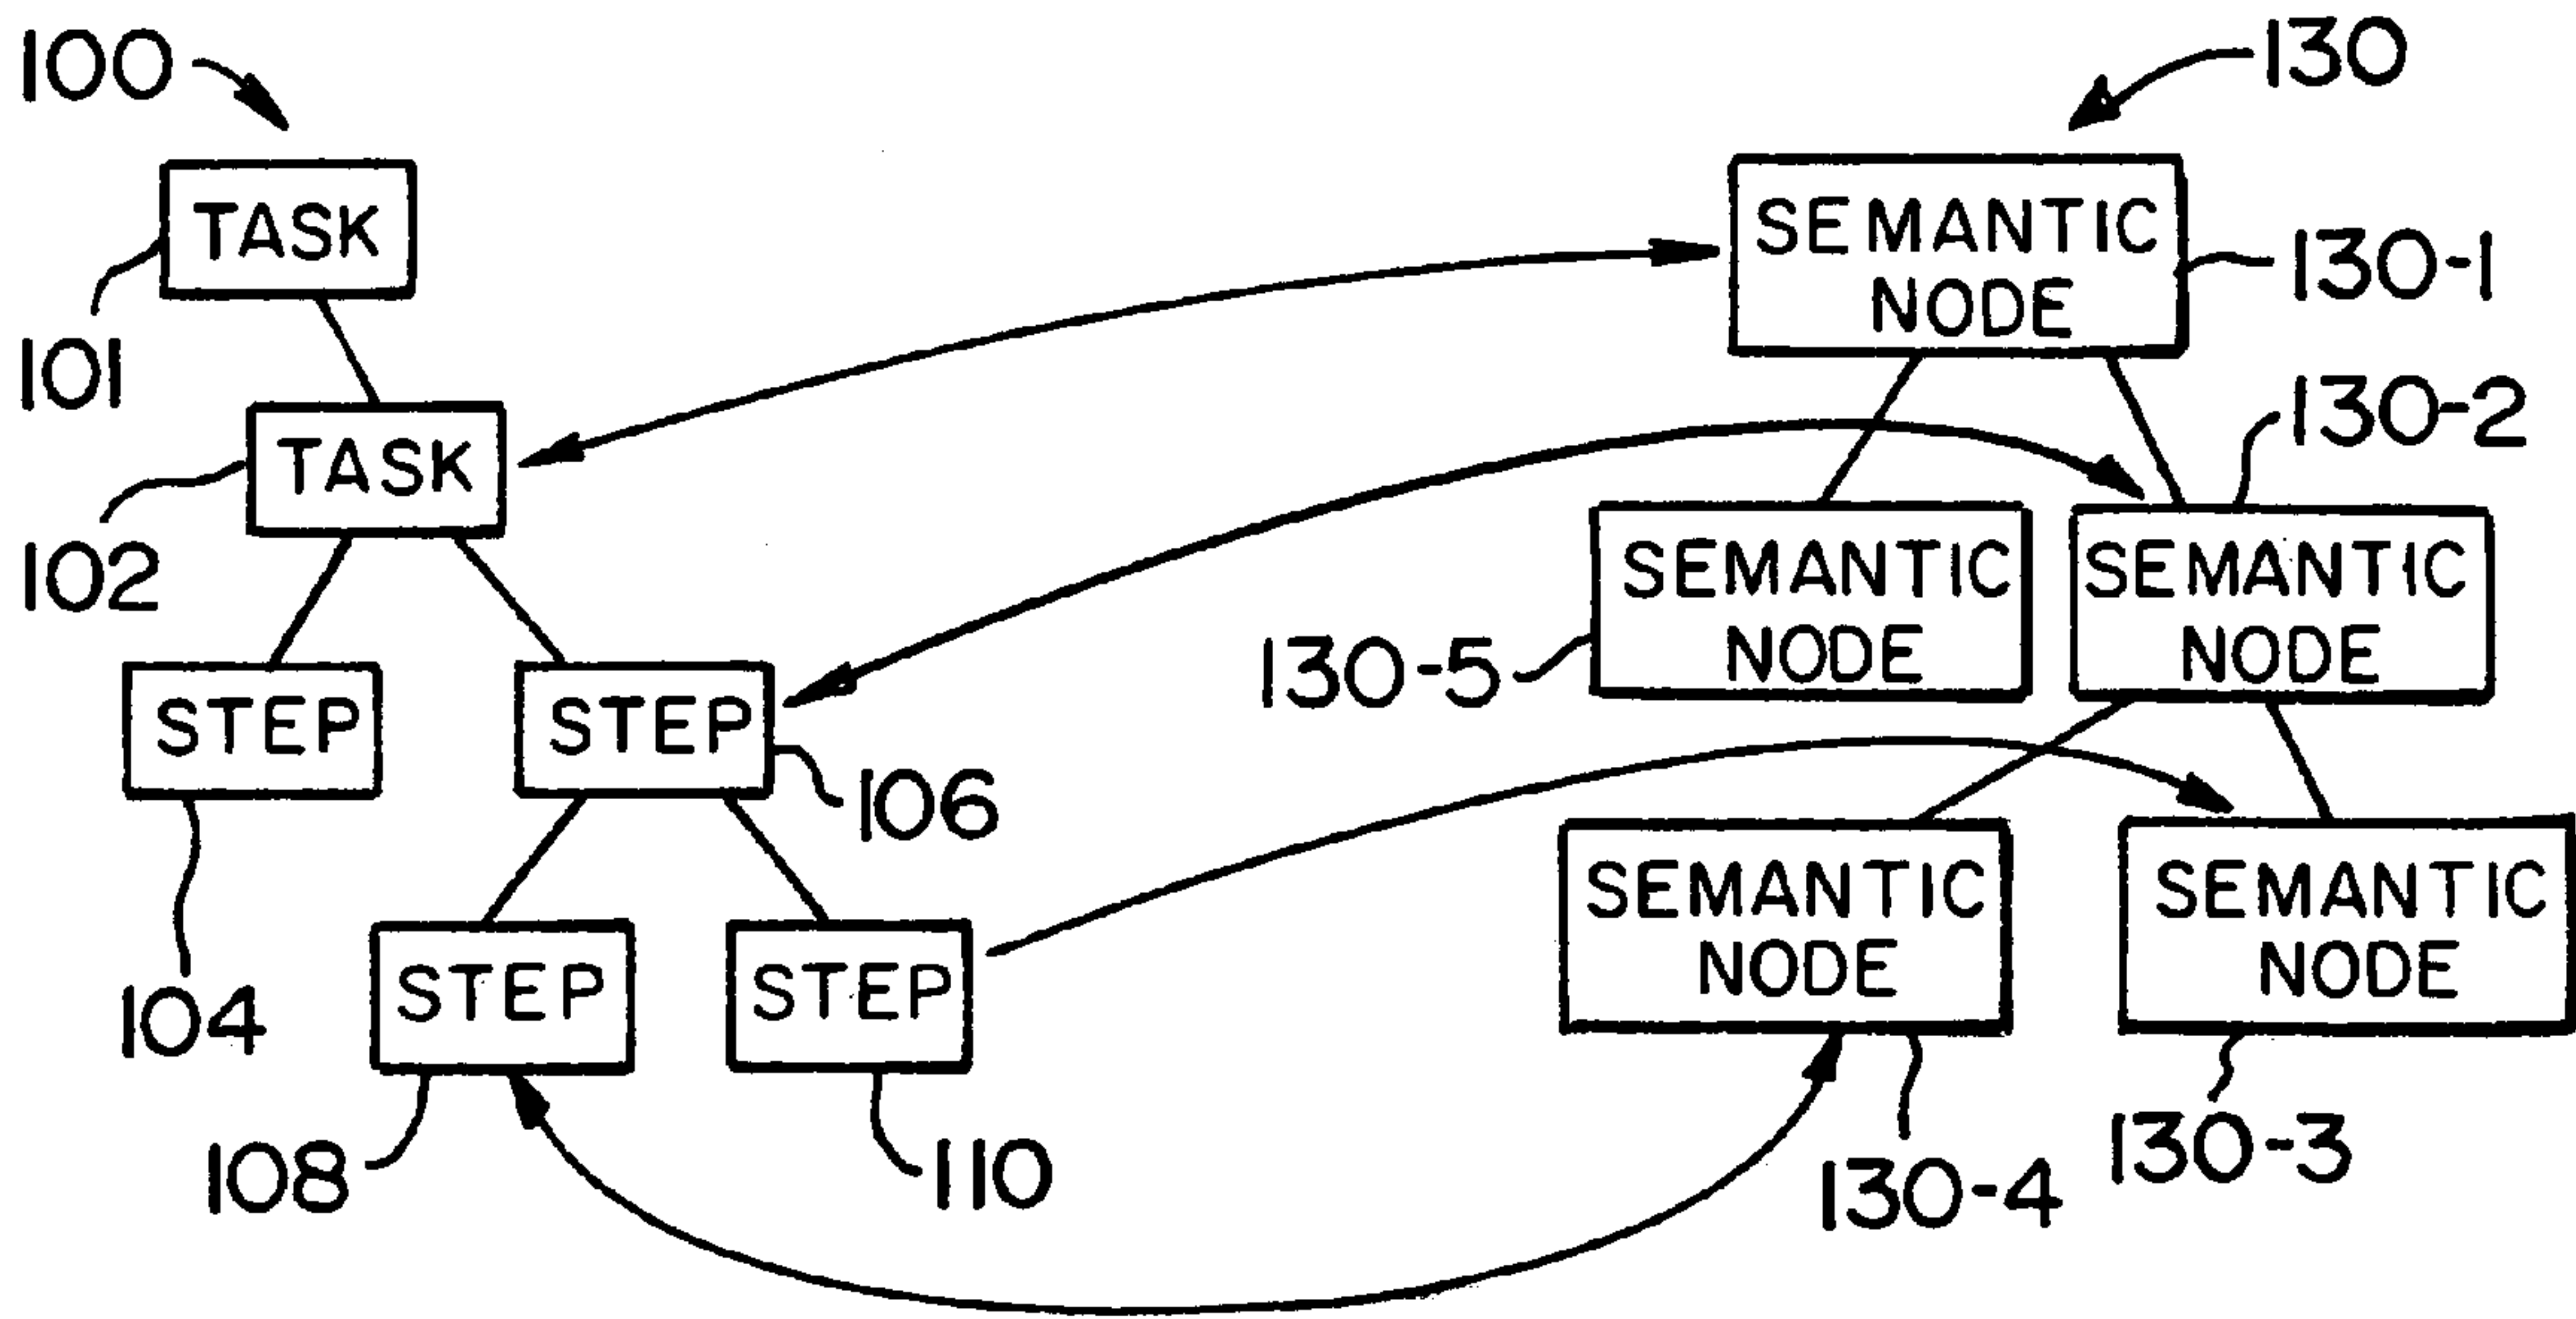 100
130
TASK
SEMANTIC
NODE
130-1
101
130-2
TASK
102
SEMANTIC
NODE
SEMANTIC
NODE
130-5
STEP
STEP
106
SEMANTIC
NODE
SEMANTIC
NODE
104
STEP
STEP
108
110
130-4
130-3